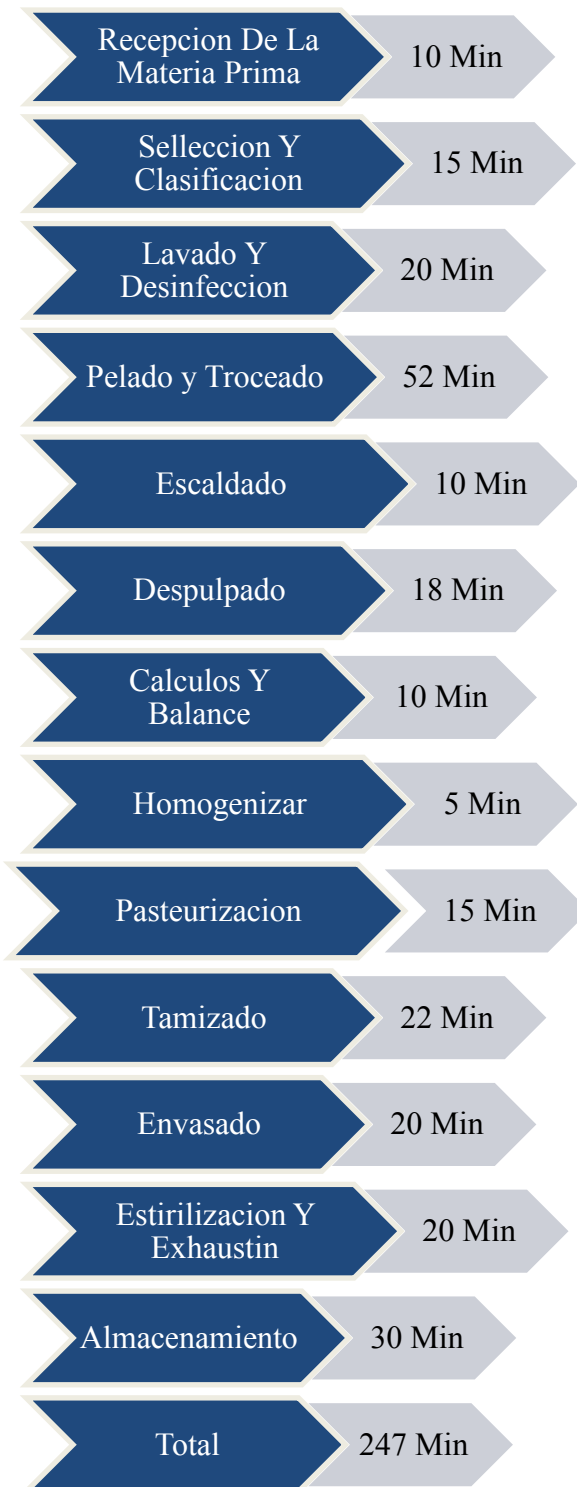 Recepcion De La
Materia Prima
10 Min
Selleccion Y
Clasificacion
15 Min
Lavado Y
Desinfeccion
20 Min
Pelado y Troceado
52 Min
Escaldado
10 Min
Despulpado
18 Min
Calculos Y
Balance
10 Min
Homogenizar
5 Min
Pasteurizacion
15 Min
Tamizado
22 Min
Envasado
20 Min
Estirilizacion Y
Exhaustin
20 Min
Almacenamiento
30 Min
Total
247 Min